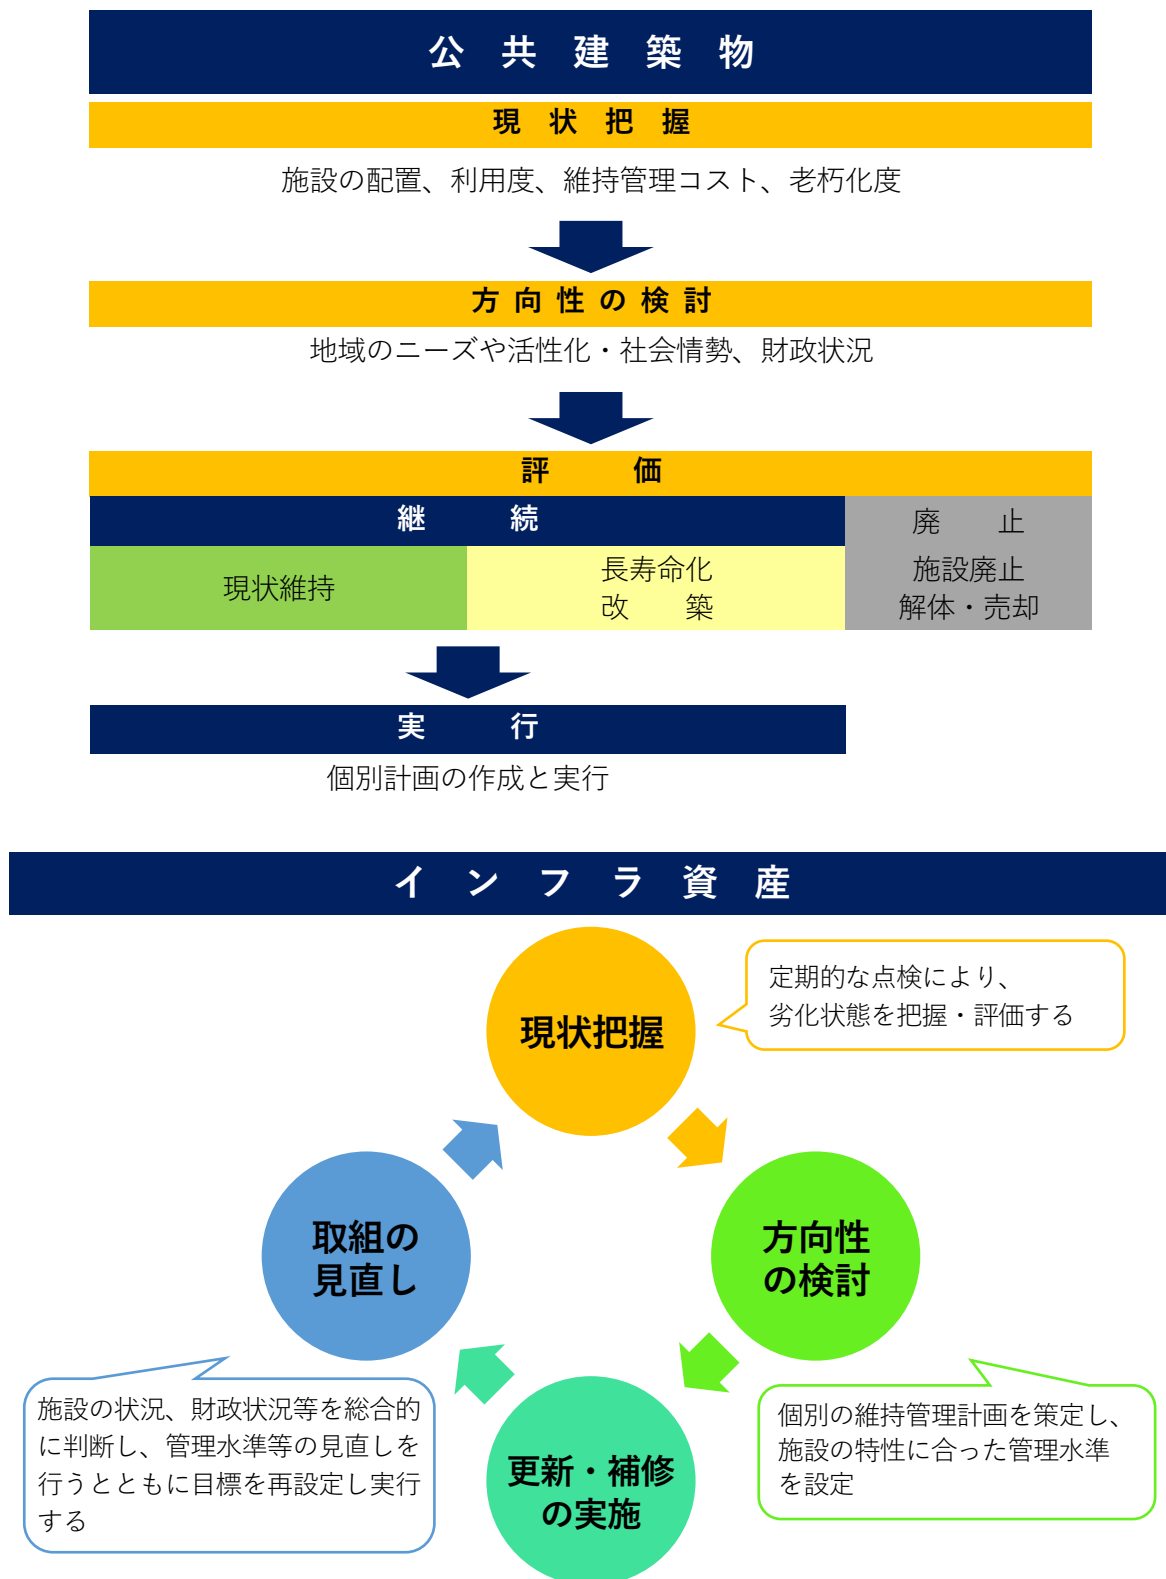 公共建築物
現状把握
施設の配置、利用度、維持管理コスト、老朽化度
方向性の検討
地域のニーズや活性化・社会情勢、財政状況
評価
継続
廃止
現状維持
長寿命化
改築
施設廃止
解体・売却
実行
個別計画の作成と実行
インフラ資産
現状把握
定期的な点検により、
劣化状態を把握・評価する
方向性
の検討
個別の維持管理計画を策定し、
施設の特性に合った管理水準
を設定
更新・補修
の実施
取組の
見直し
施設の状況、財政状況等を総合的
に判断し、管理水準等の見直しを
行うとともに目標を再設定し実行
する